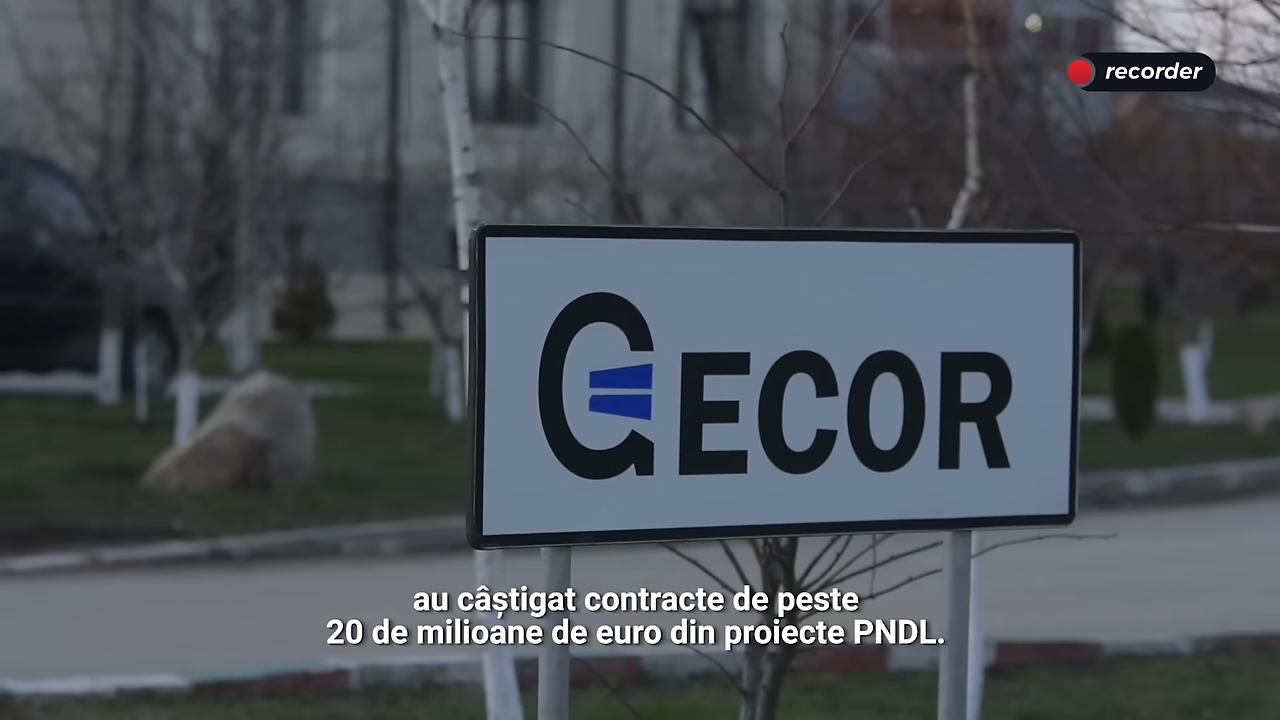 recorder
GECOR
au câștigat contracte de peste
20 de milioane de euro din proiecte PNDL.